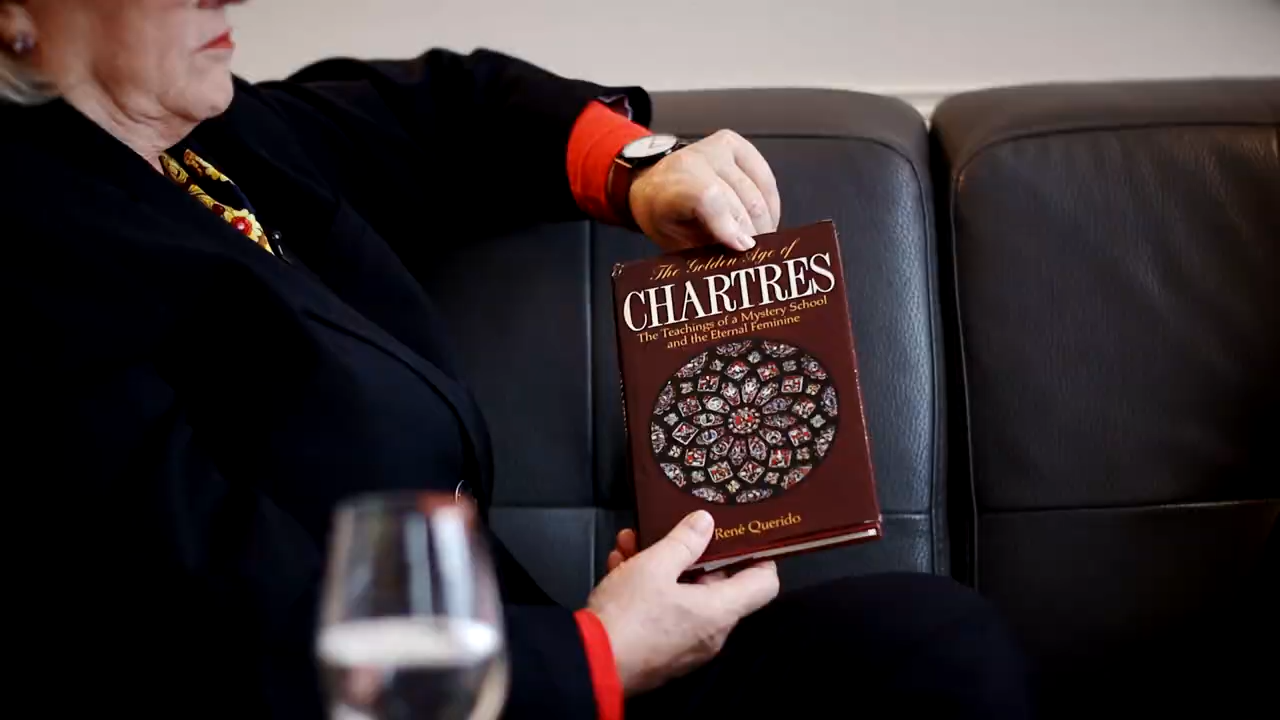 The Golden Age of
CHARTRES
The Teachings of a Mystery School
and the Eternal Feminine
René Querido